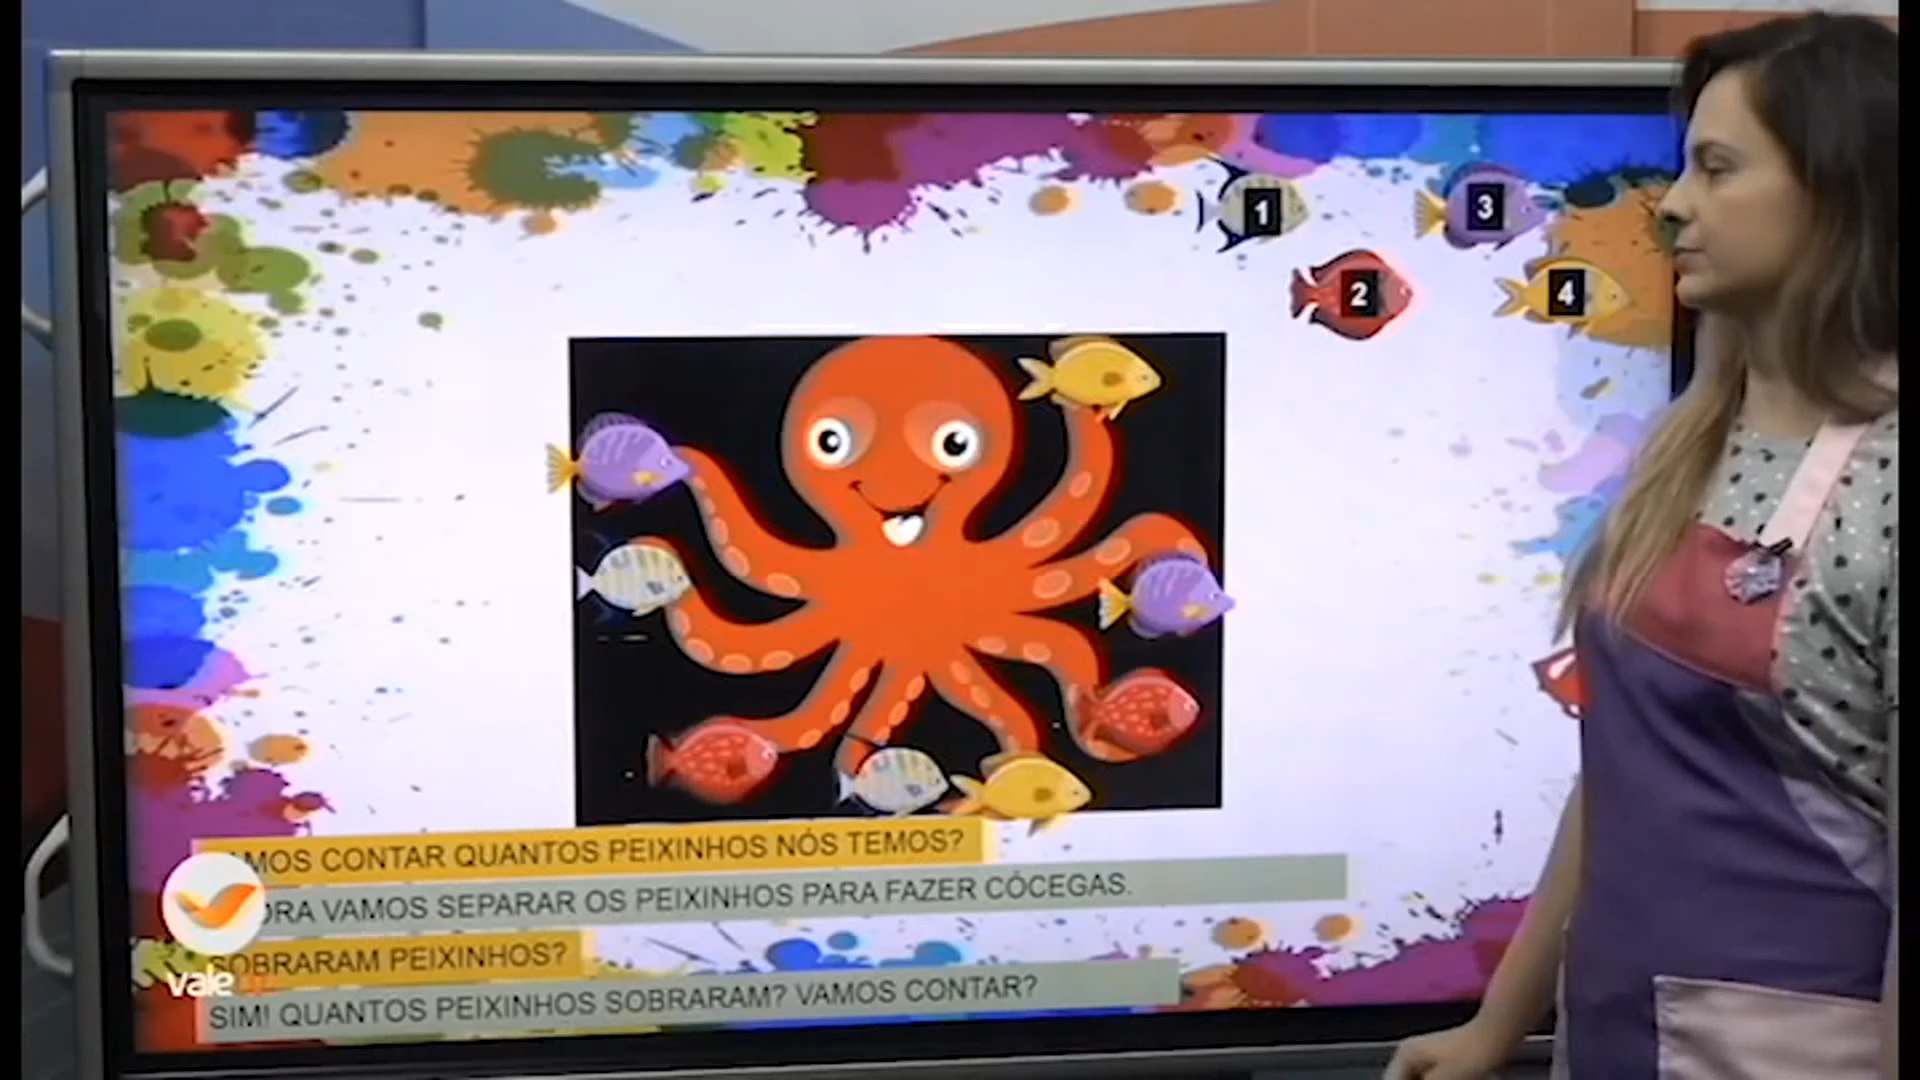 1
3
2
4
MOS CONTAR QUANTOS PEIXINHOS NÓS TEMOS?
ORA VAMOS SEPARAR OS PEIXINHOS PARA FAZER CÓCEGAS.
SOBRARAM PEIXINHOS?
vale
SIM! QUANTOS PEIXINHOS SOBRARAM? VAMOS CONTAR?